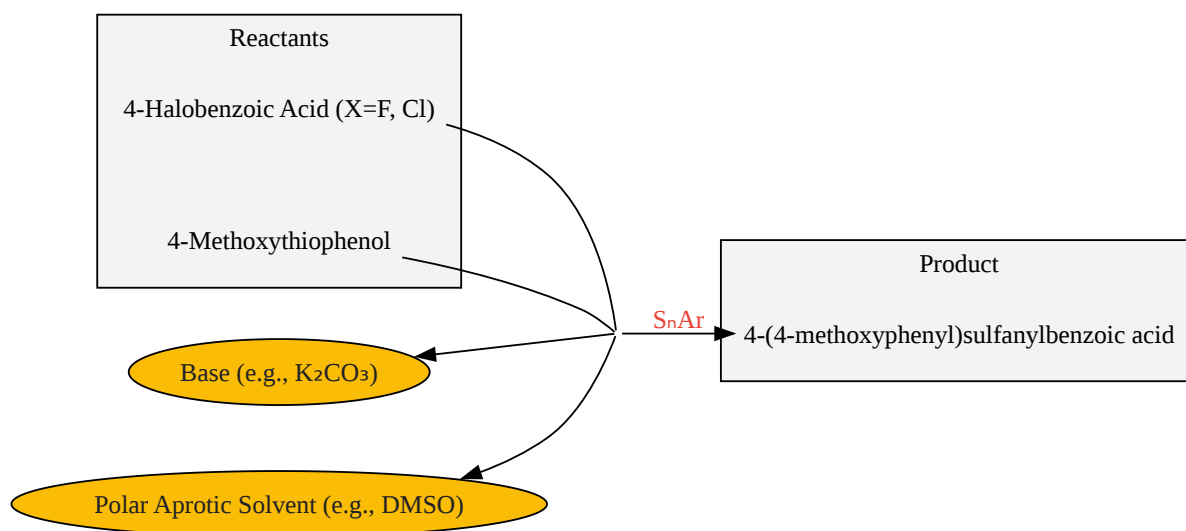 Reactants
4-Halobenzoic Acid (X=F, Cl)
4-Methoxythiophenol
Base (e.g., K₂CO₃)
Polar Aprotic Solvent (e.g., DMSO)
SₙAr
Product
4-(4-methoxyphenyl)sulfanylbenzoic acid